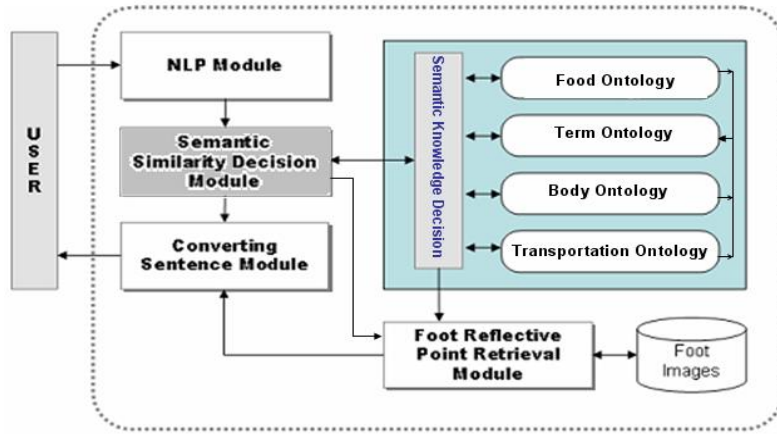 USER
NLP Module
Semantic
Similarity Decision
Module
Converting
Sentence Module
Semantic Knowledge Decision
Food Ontology
Term Ontology
Body Ontology
Transportation Ontology
Foot Reflective
Point Retrieval
Module
Foot
Images